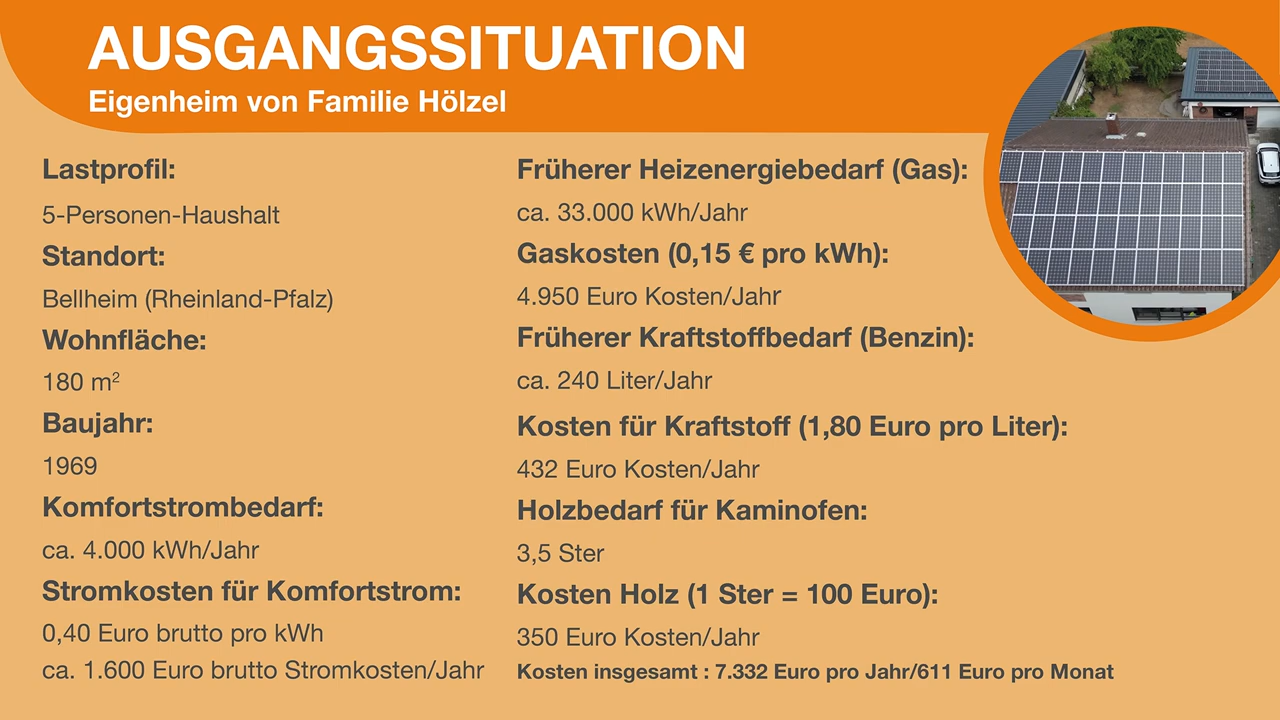 AUSGANGSSITUATION
Eigenheim von Familie Hölzel
Lastprofil:
5-Personen-Haushalt
Standort:
Bellheim (Rheinland-Pfalz)
Wohnfläche:
180 m²
Baujahr:
1969
Komfortstrombedarf:
ca. 4.000 kWh/Jahr
Stromkosten für Komfortstrom:
0,40 Euro brutto pro kWh
ca. 1.600 Euro brutto Stromkosten/Jahr
Früherer Heizenergiebedarf (Gas):
ca. 33.000 kWh/Jahr
Gaskosten (0,15 € pro kWh):
4.950 Euro Kosten/Jahr
Früherer Kraftstoffbedarf (Benzin):
ca. 240 Liter/Jahr
Kosten für Kraftstoff (1,80 Euro pro Liter):
432 Euro Kosten/Jahr
Holzbedarf für Kaminofen:
3,5 Ster
Kosten Holz (1 Ster = 100 Euro):
350 Euro Kosten/Jahr
Kosten insgesamt : 7.332 Euro pro Jahr/611 Euro pro Monat